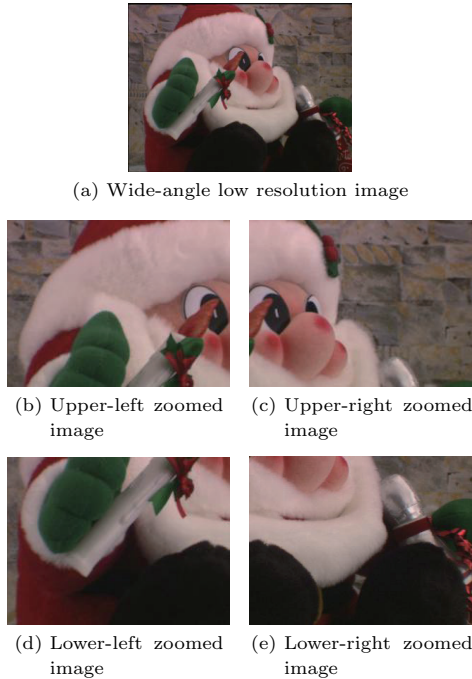 (a) Wide-angle low resolution image
(b) Upper-left zoomed image
(c) Upper-right zoomed image
(d) Lower-left zoomed image
(e) Lower-right zoomed image